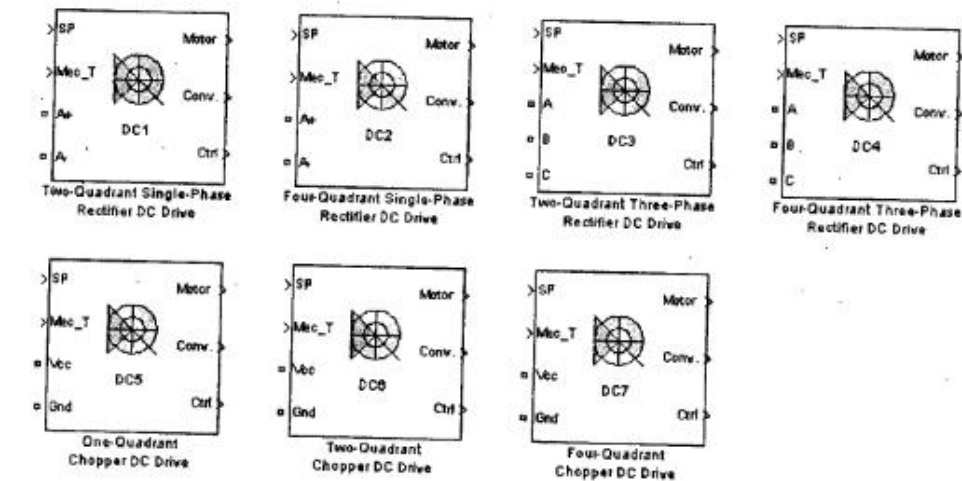 SP
Motor
Mec_T
Conv.
A+
DC1
A-
Two-Quadrant Single-Phase
Rectifier DC Drive
SP
Motor
Mec_T
Conv.
A+
DC2
Ctrl
A-
Four-Quadrant Single-Phase
Rectifier DC Drive
SP
Motor
Mec_T
Conv.
A
DC3
B
Ctrl
C
Two-Quadrant Three-Phase
Rectifier DC Drive
SP
Motor
Mec_T
Conv.
A
DC4
B
Ctrl
C
Four-Quadrant Three-Phase
Rectifier DC Drive
SP
Motor
Mec_T
Conv.
Vcc
DC5
Ctrl
Gnd
One-Quadrant
Chopper DC Drive
SP
Motor
Mec_T
Conv.
Vcc
DC6
Ctrl
Gnd
Two-Quadrant
Chopper DC Drive
SP
Motor
Mec_T
Conv.
Vcc
DC7
Ctrl
Gnd
Four-Quadrant
Chopper DC Drive